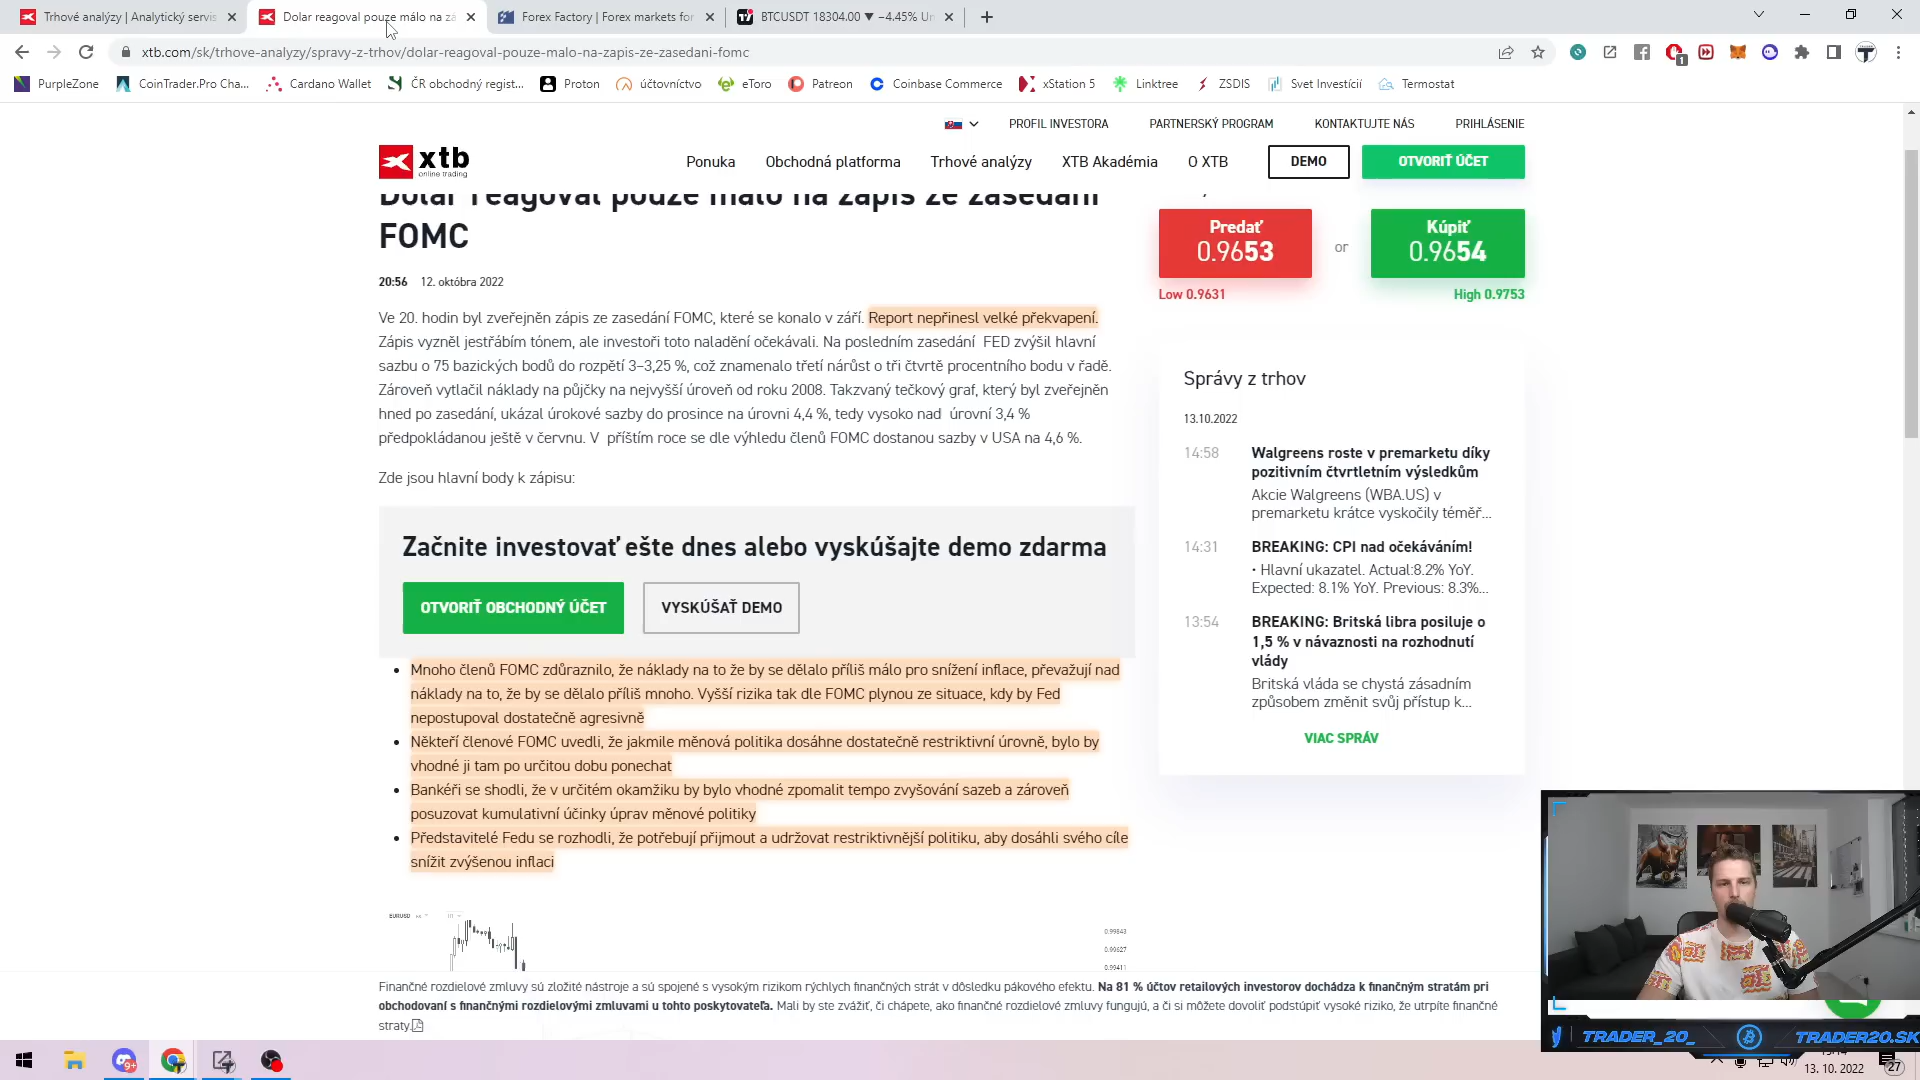 Trhové analýzy | Analytický servis
Dolar reagoval pouze málo na zá
Forex Factory | Forex markets for
BTCUSDT 18304.00 ▼ −4.45% Un
xtb.com/sk/trhove-analyzy/spravy-z-trhov/dolar-reagoval-pouze-malo-na-zapis-ze-zasedani-fomc
PurpleZone
CoinTrader.Pro Cha...
Cardano Wallet
ČR obchodný regist...
Proton
účtovníctvo
eToro
Patreon
Coinbase Commerce
xStation 5
Linktree
ZSDIS
Svet Investícií
Termostat
PROFIL INVESTORA
PARTNERSKÝ PROGRAM
KONTAKTUJTE NÁS
PRIHLÁSENIE
xtb
online trading
Ponuka
Obchodná platforma
Trhové analýzy
XTB Akadémia
O XTB
DEMO
OTVORIŤ ÚČET
Dolar reagoval pouze málo na zápis ze zasedání
FOMC
20:56 12. októbra 2022
Ve 20. hodin byl zveřejněn zápis ze zasedání FOMC, které se konalo v září. Report nepřinesl velké překvapení.
Zápis vyzněl jestřábím tónem, ale investoři toto naladění očekávali. Na posledním zasedání FED zvýšil hlavní
sazbu o 75 bazických bodů do rozpětí 3–3,25 %, což znamenalo třetí nárůst o tři čtvrtě procentního bodu v řadě.
Zároveň vytlačil náklady na půjčky na nejvyšší úroveň od roku 2008. Takzvaný tečkový graf, který byl zveřejněn
hned po zasedání, ukázal úrokové sazby do prosince na úrovni 4,4 %, tedy vysoko nad úrovní 3,4 %
předpokládanou ještě v červnu. V příštím roce se dle výhledu členů FOMC dostanou sazby v USA na 4,6 %.
Zde jsou hlavní body k zápisu:
Začnite investovať ešte dnes alebo vyskúšajte demo zdarma
OTVORIŤ OBCHODNÝ ÚČET
VYSKÚŠAŤ DEMO
• Mnoho členů FOMC zdůraznilo, že náklady na to že by se dělalo příliš málo pro snížení inflace, převažují nad
náklady na to, že by se dělalo příliš mnoho. Vyšší rizika tak dle FOMC plynou ze situace, kdy by Fed
nepostupoval dostatečně agresivně
• Někteří členové FOMC uvedli, že jakmile měnová politika dosáhne dostatečně restriktivní úrovně, bylo by
vhodné ji tam po určitou dobu ponechat
• Bankéři se shodli, že v určitém okamžiku by bylo vhodné zpomalit tempo zvyšování sazeb a zároveň
posuzovat kumulativní účinky úprav měnové politiky
• Představitelé Fedu se rozhodli, že potřebují přijmout a udržovat restriktivnější politiku, aby dosáhli svého cíle
snížit zvýšenou inflaci
EURUSD
0.99843
0.99627
0.99411
Predať
0.9653
or
Kúpiť
0.9654
Low 0.9631
High 0.9753
Správy z trhov
13.10.2022
14:58
Walgreens roste v premarketu díky
pozitivním čtvrtletním výsledkům
Akcie Walgreens (WBA.US) v
premarketu krátce vyskočily téměř...
14:31
BREAKING: CPI nad očekáváním!
• Hlavní ukazatel. Actual:8.2% YoY.
Expected: 8.1% YoY. Previous: 8.3%...
13:54
BREAKING: Britská libra posiluje o
1,5 % v návaznosti na rozhodnutí
vlády
Britská vláda se chystá zásadním
způsobem změnit svůj přístup k...
VIAC SPRÁV
Finančné rozdielové zmluvy sú zložité nástroje a sú spojené s vysokým rizikom rýchlych finančných strát v dôsledku pákového efektu. Na 81 % účtov retailových investorov dochádza k finančným stratám pri
obchodovaní s finančnými rozdielovými zmluvami u tohto poskytovateľa. Mali by ste zvážiť, či chápete, ako finančné rozdielové zmluvy fungujú, a či si môžete dovoliť podstúpiť vysoké riziko, že utrpíte finančné
straty.
TRADER_20_
TRADER20.SK
13. 10. 2022
27
9+
1